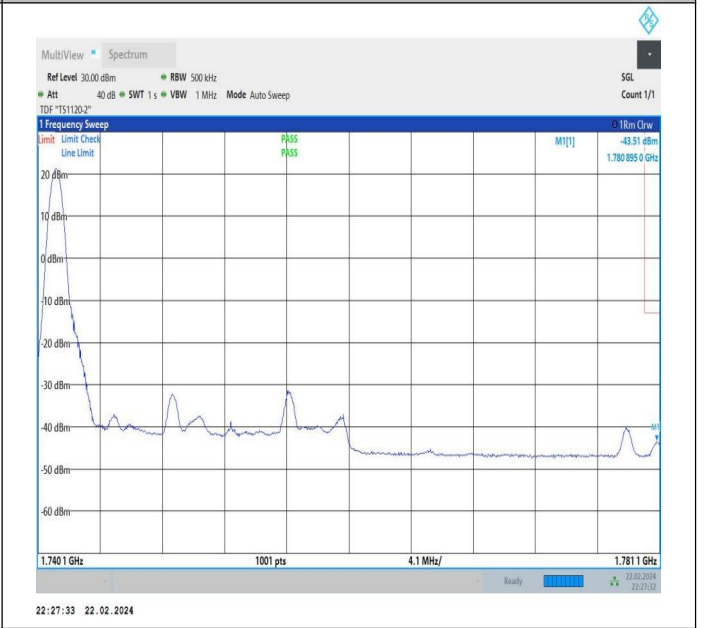 R S
MultiView Spectrum
Ref Level 30.00 dBm RBW 500 kHz SGL
Att 40 dB SWT 1 s VBW 1 MHz Mode Auto Sweep Count 1/1
TDF "TS1120-2"
1 Frequency Sweep 1Rm Clrw
Limit Limit Check PASS M1[1] -43.51 dBm
Line Limit PASS 1.780 895 0 GHz
20 dBm
10 dBm
0 dBm
-10 dBm
-20 dBm
-30 dBm
-40 dBm
M1
-50 dBm
-60 dBm
1.740 1 GHz 1001 pts 4.1 MHz/ 1.781 1 GHz
Ready 22.02.2024
22:27:32
22:27:33 22.02.2024